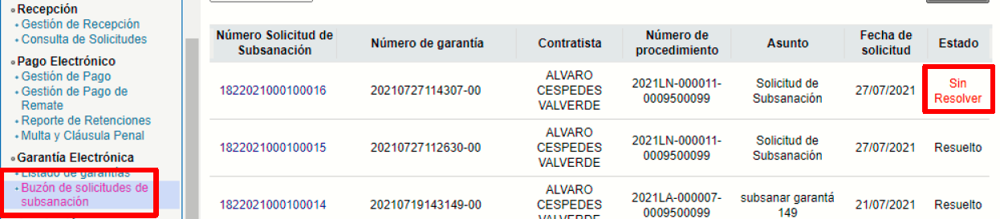 Recepción
Gestión de Recepción
Consulta de Solicitudes
Pago Electrónico
Gestión de Pago
Gestión de Pago de
Remate
Reporte de Retenciones
Multa y Cláusula Penal
Garantía Electrónica
Listado de garantías
Buzón de solicitudes de
subsanación
Número Solicitud de
Subsanación
Número de garantía
Contratista
Número de
procedimiento
Asunto
Fecha de
solicitud
Estado
1822021000100016
20210727114307-00
ALVARO
CESPEDES
VALVERDE
2021LN-000011-
0009500099
Solicitud de
Subsanación
27/07/2021
Sin
Resolver
1822021000100015
20210727112630-00
ALVARO
CESPEDES
VALVERDE
2021LN-000011-
0009500099
Solicitud de
Subsanación
27/07/2021
Resuelto
1822021000100014
20210719143149-00
ALVARO
CESPEDES
VALVERDE
2021LA-000007-
0009500099
subsanar garantá
149
21/07/2021
Resuelto